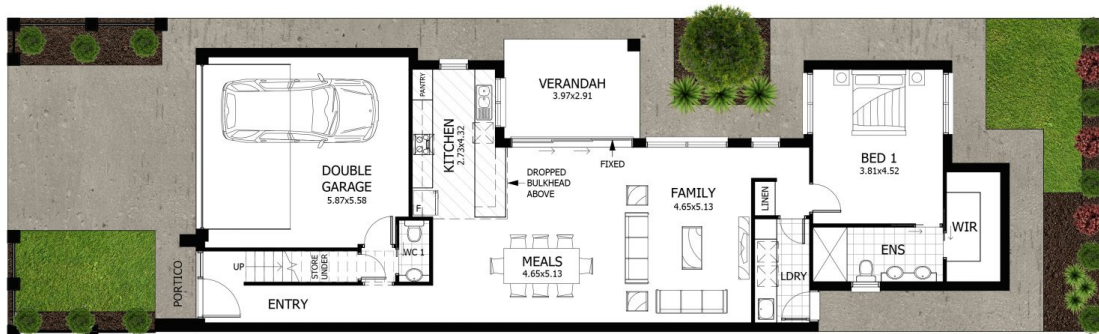 PORTICO
DOUBLE
GARAGE
5.87x5.58
UP
STORE
UNDER
ENTRY
WC 1
PANTRY
KITCHEN
2.73x4.32
F
VERANDAH
3.97x2.91
FIXED
DROPPED
BULKHEAD
ABOVE
MEALS
4.65x5.13
FAMILY
4.65x5.13
LINEN
LDRY
BED 1
3.81x4.52
ENS
WIR